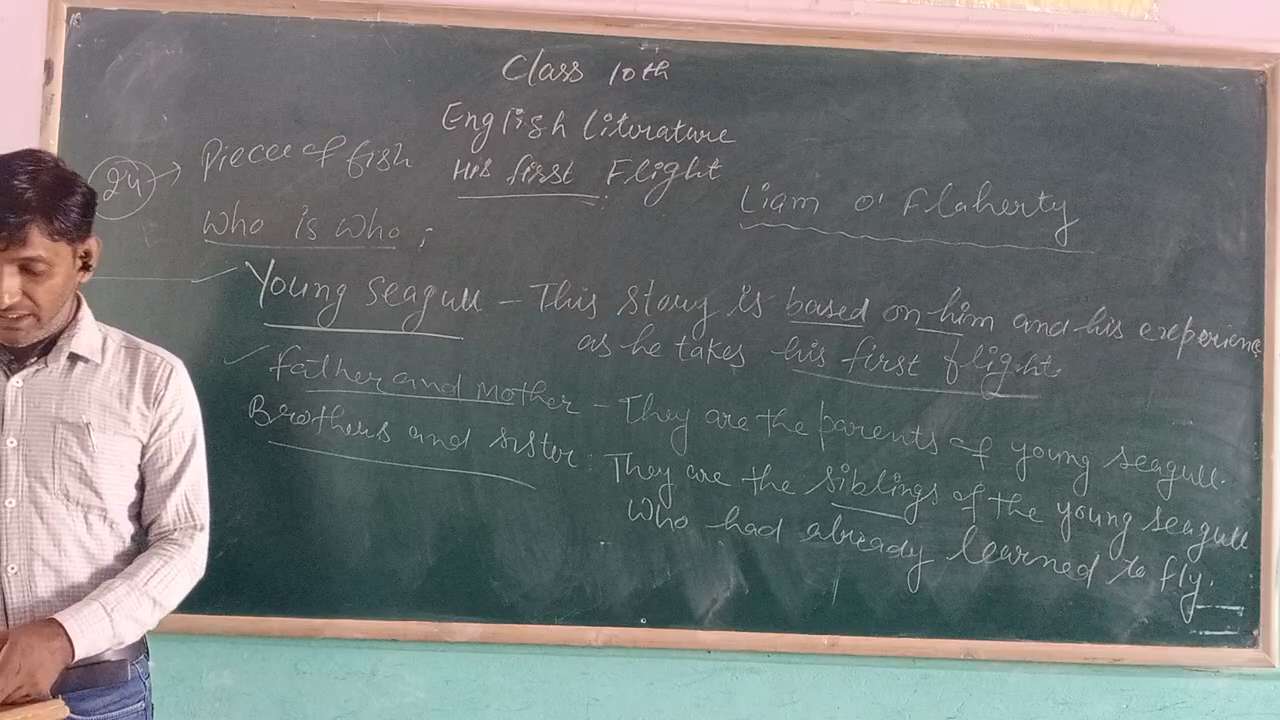 Class 10th
English Literature
His first Flight
Liam o' Flaherty
24 → Piece of fish
Who is Who ;
Young seagull – This story is based on him and his experience
as he takes his first flight.
Father and Mother – They are the parents of young seagull.
Brothers and sister : They are the siblings of the young seagull
Who had already learned to fly.